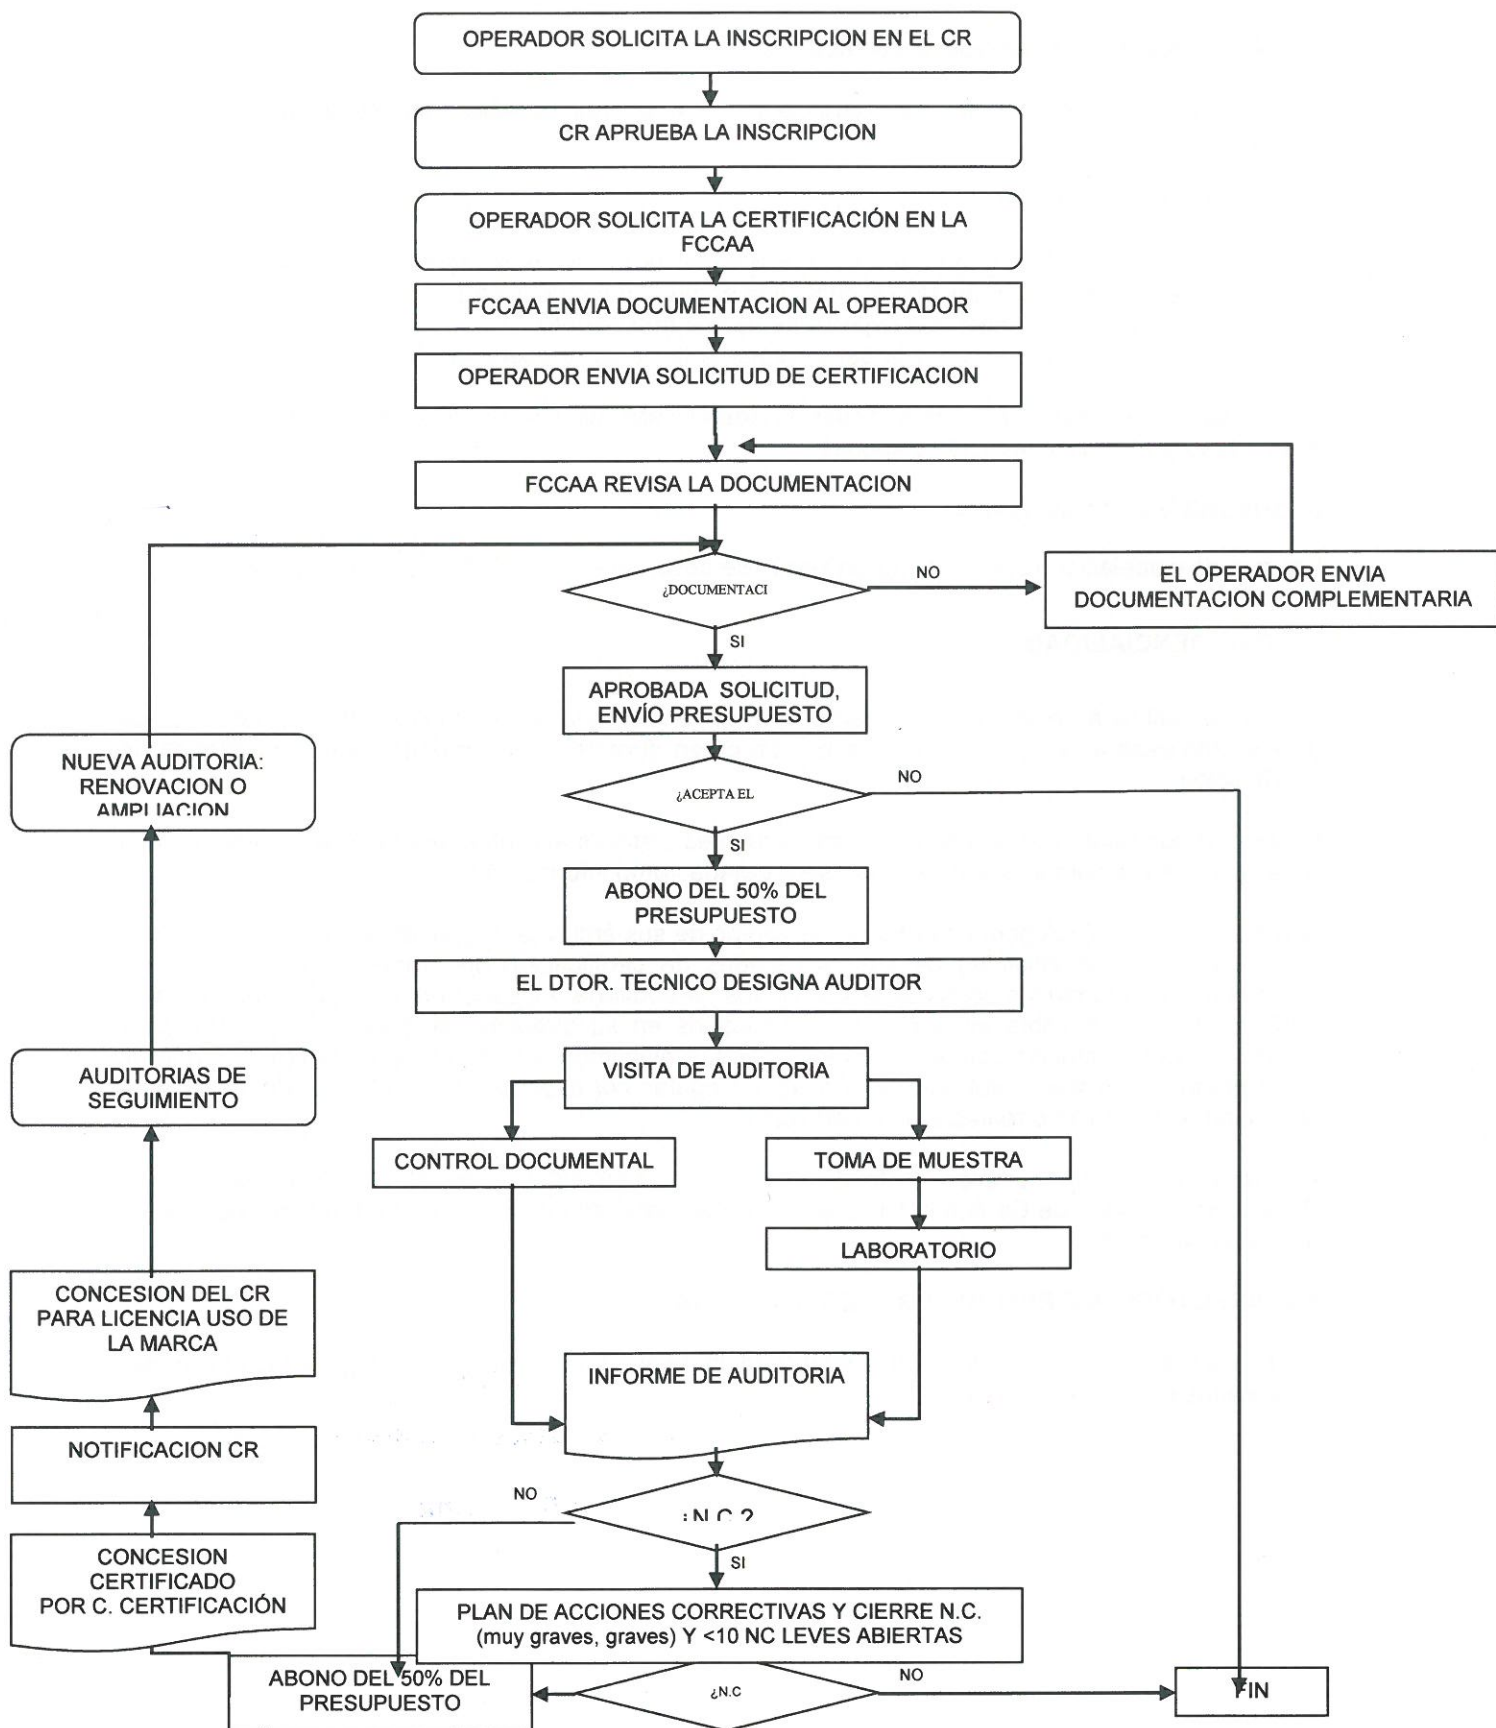 OPERADOR SOLICITA LA INSCRIPCION EN EL CR
CR APRUEBA LA INSCRIPCION
OPERADOR SOLICITA LA CERTIFICACIÓN EN LA
FCCAA
FCCAA ENVIA DOCUMENTACION AL OPERADOR
OPERADOR ENVIA SOLICITUD DE CERTIFICACION
FCCAA REVISA LA DOCUMENTACION
¿DOCUMENTACI
NO
EL OPERADOR ENVIA
DOCUMENTACION COMPLEMENTARIA
SI
APROBADA SOLICITUD,
ENVÍO PRESUPUESTO
NUEVA AUDITORIA:
RENOVACION O
AMPLIACION
¿ACEPTA EL
NO
SI
ABONO DEL 50% DEL
PRESUPUESTO
EL DTOR. TECNICO DESIGNA AUDITOR
VISITA DE AUDITORIA
AUDITORIAS DE
SEGUIMIENTO
CONTROL DOCUMENTAL
TOMA DE MUESTRA
LABORATORIO
CONCESION DEL CR
PARA LICENCIA USO DE
LA MARCA
INFORME DE AUDITORIA
NOTIFICACION CR
NO
¿N.C.?
SI
CONCESION
CERTIFICADO
POR C. CERTIFICACIÓN
PLAN DE ACCIONES CORRECTIVAS Y CIERRE N.C.
(muy graves, graves) Y <10 NC LEVES ABIERTAS
ABONO DEL 50% DEL
PRESUPUESTO
¿N.C
NO
FIN